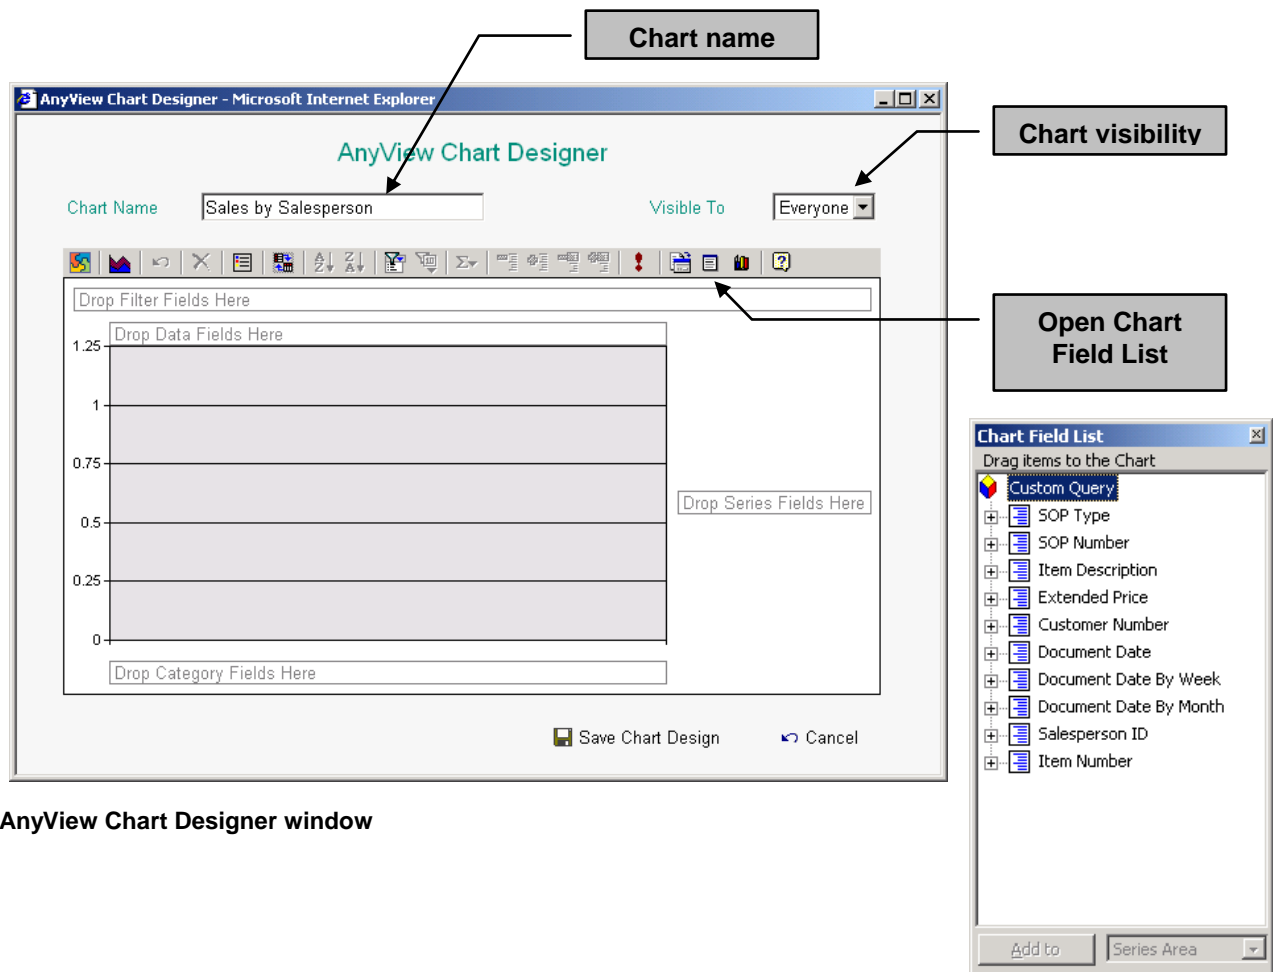 Chart name
AnyView Chart Designer - Microsoft Internet Explorer
Chart visibility
AnyView Chart Designer
Chart Name
Sales by Salesperson
Visible To
Everyone
Drop Filter Fields Here
Drop Data Fields Here
1.25
1
0.75
0.5
0.25
0
Drop Series Fields Here
Drop Category Fields Here
Save Chart Design
Cancel
Open Chart
Field List
Chart Field List
Drag items to the Chart
Custom Query
SOP Type
SOP Number
Item Description
Extended Price
Customer Number
Document Date
Document Date By Week
Document Date By Month
Salesperson ID
Item Number
Add to
Series Area
AnyView Chart Designer window